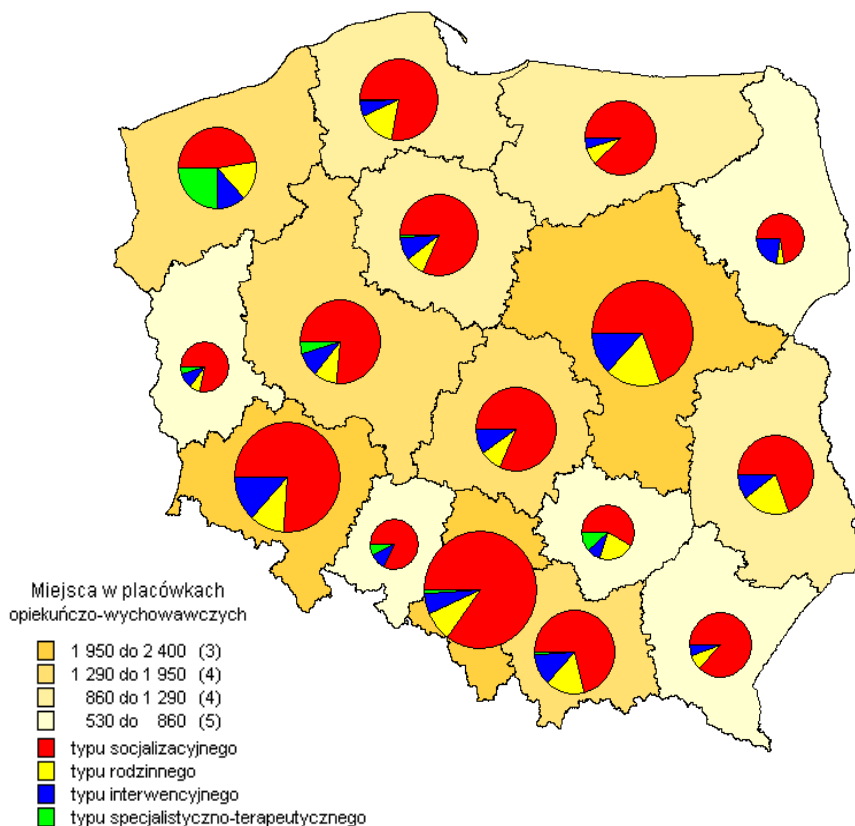 Miejsca w placówkach
opiekuńczo-wychowawczych
1 950 do 2 400 (3)
1 290 do 1 950 (4)
860 do 1 290 (4)
530 do 860 (5)
typu socjalizacyjnego
typu rodzinnego
typu interwencyjnego
typu specjalistyczno-terapeutycznego